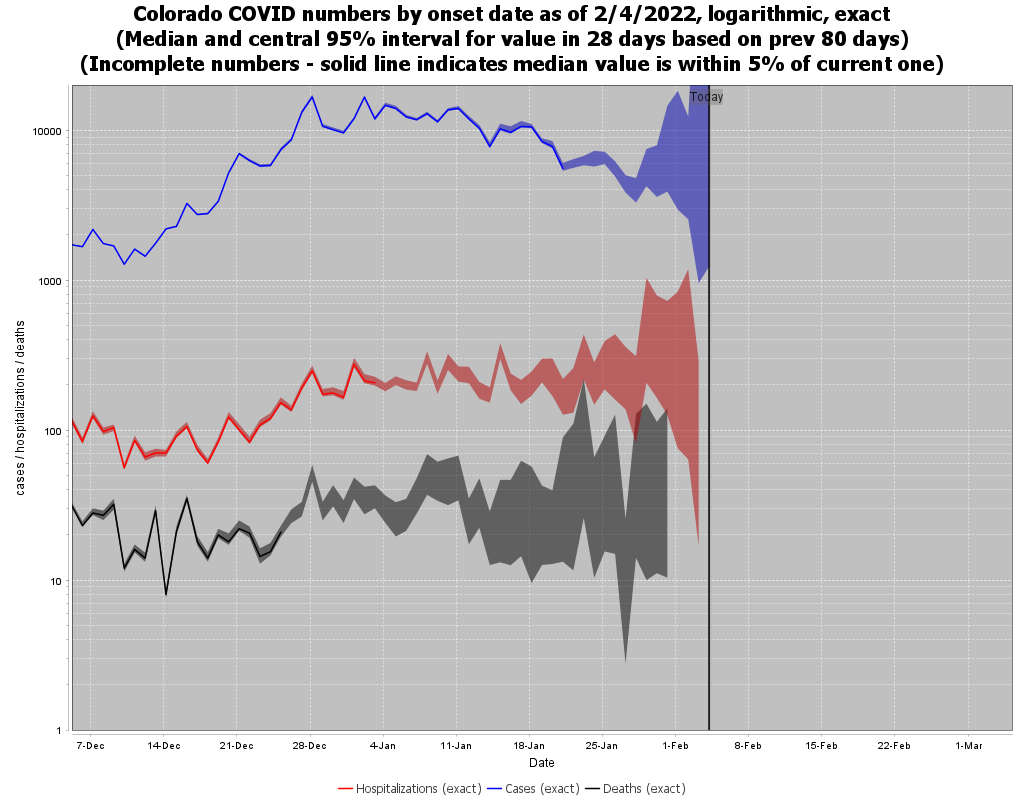 Colorado COVID numbers by onset date as of 2/4/2022, logarithmic, exact
(Median and central 95% interval for value in 28 days based on prev 80 days)
(Incomplete numbers - solid line indicates median value is within 5% of current one)
Today
cases / hospitalizations / deaths
10000
1000
100
10
1
7-Dec 14-Dec 21-Dec 28-Dec 4-Jan 11-Jan 18-Jan 25-Jan 1-Feb 8-Feb 15-Feb 22-Feb 1-Mar
Date
Hospitalizations (exact) Cases (exact) Deaths (exact)